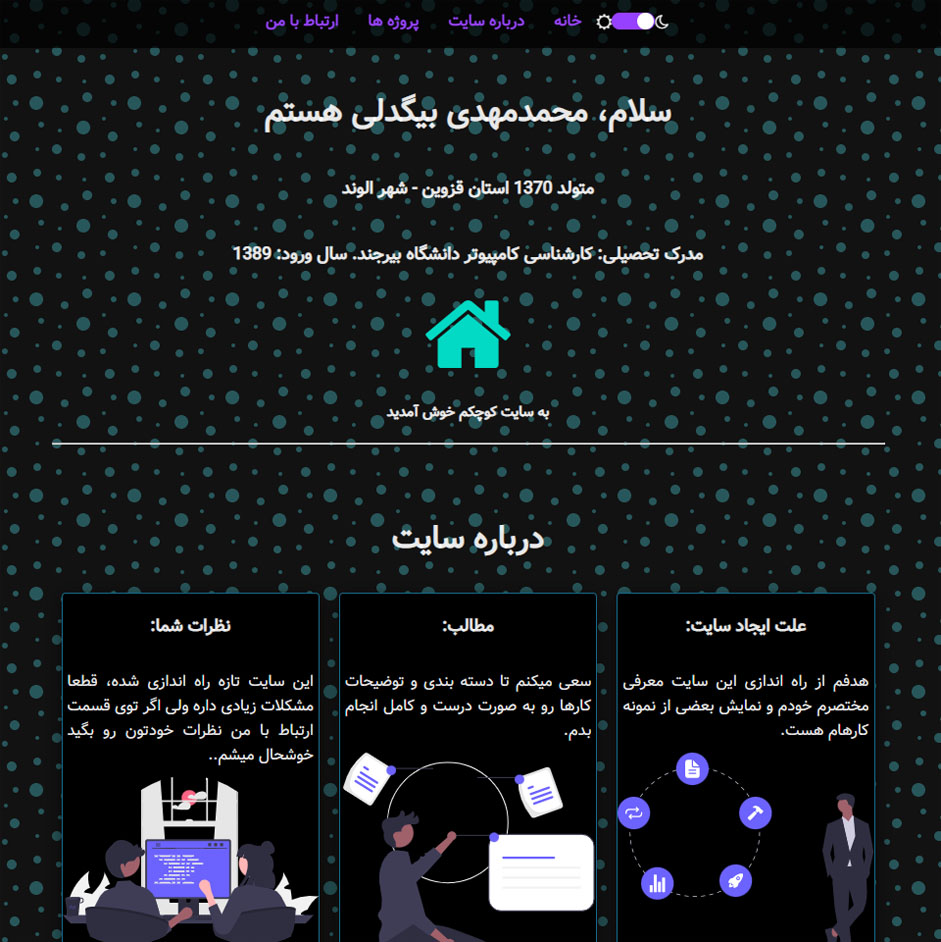 خانه
درباره سایت
پروژه ها
ارتباط با من
سلام، محمدمهدی بیگدلی هستم
متولد 1370 استان قزوین - شهر الوند
مدرک تحصیلی: کارشناسی کامپیوتر دانشگاه بیرجند. سال ورود: 1389
به سایت کوچکم خوش آمدید
درباره سایت
علت ایجاد سایت:
هدفم از راه اندازی این سایت معرفی
مختصرم خودم و نمایش بعضی از نمونه
کارهام هست.
مطالب:
سعی میکنم تا دسته بندی و توضیحات
کارها رو به صورت درست و کامل انجام
بدم.
نظرات شما:
این سایت تازه راه اندازی شده، قطعا
مشکلات زیادی داره ولی اگر توی قسمت
ارتباط با من نظرات خودتون رو بگید
خوشحال میشم..